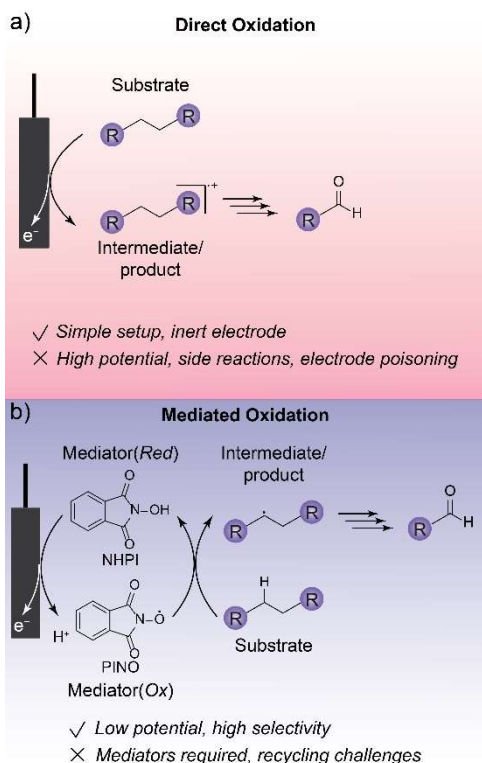 a)
Direct Oxidation
Substrate
R
R
R
R
·+
e⁻
Intermediate/
product
R
O
H
✓ Simple setup, inert electrode
✕ High potential, side reactions, electrode poisoning
b)
Mediated Oxidation
Mediator(Red)
Intermediate/
product
O
N-OH
O
NHPI
R
·
R
R
O
H
e⁻
H⁺
O
N-Ȯ
O
PINO
H
R
R
Substrate
Mediator(Ox)
✓ Low potential, high selectivity
✕ Mediators required, recycling challenges